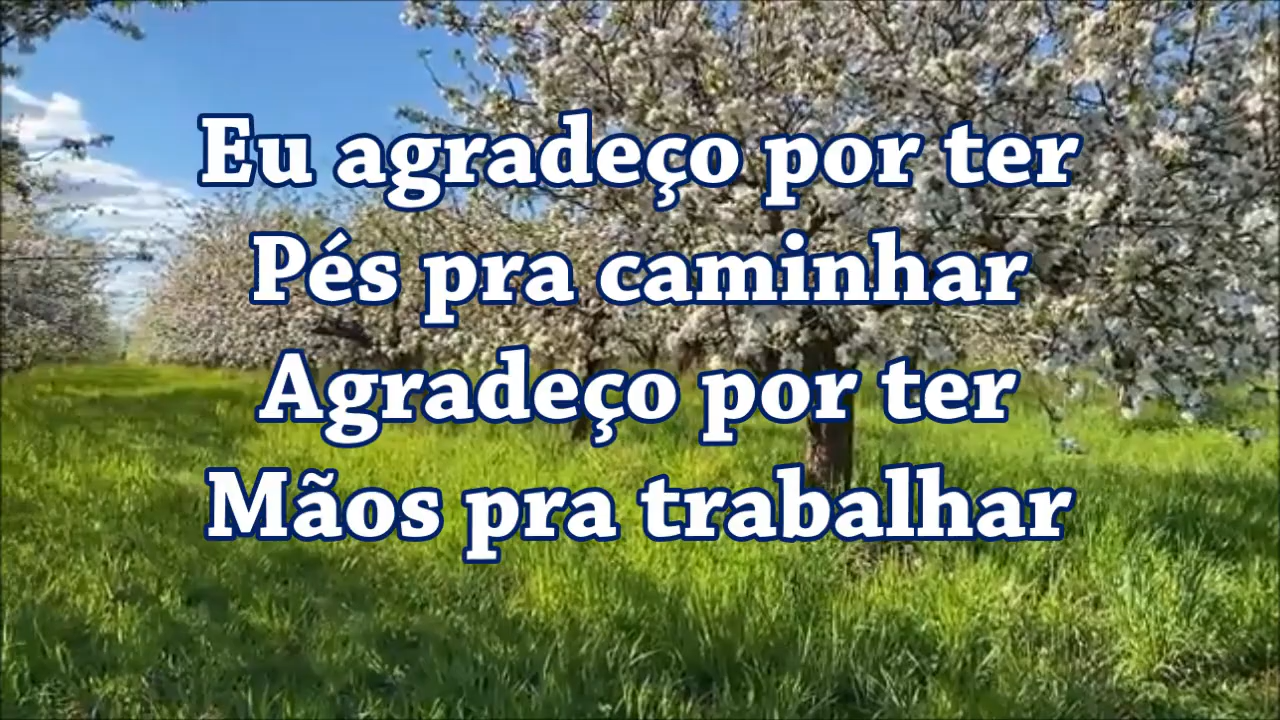 Eu agradeço por ter
Pés pra caminhar
Agradeço por ter
Mãos pra trabalhar